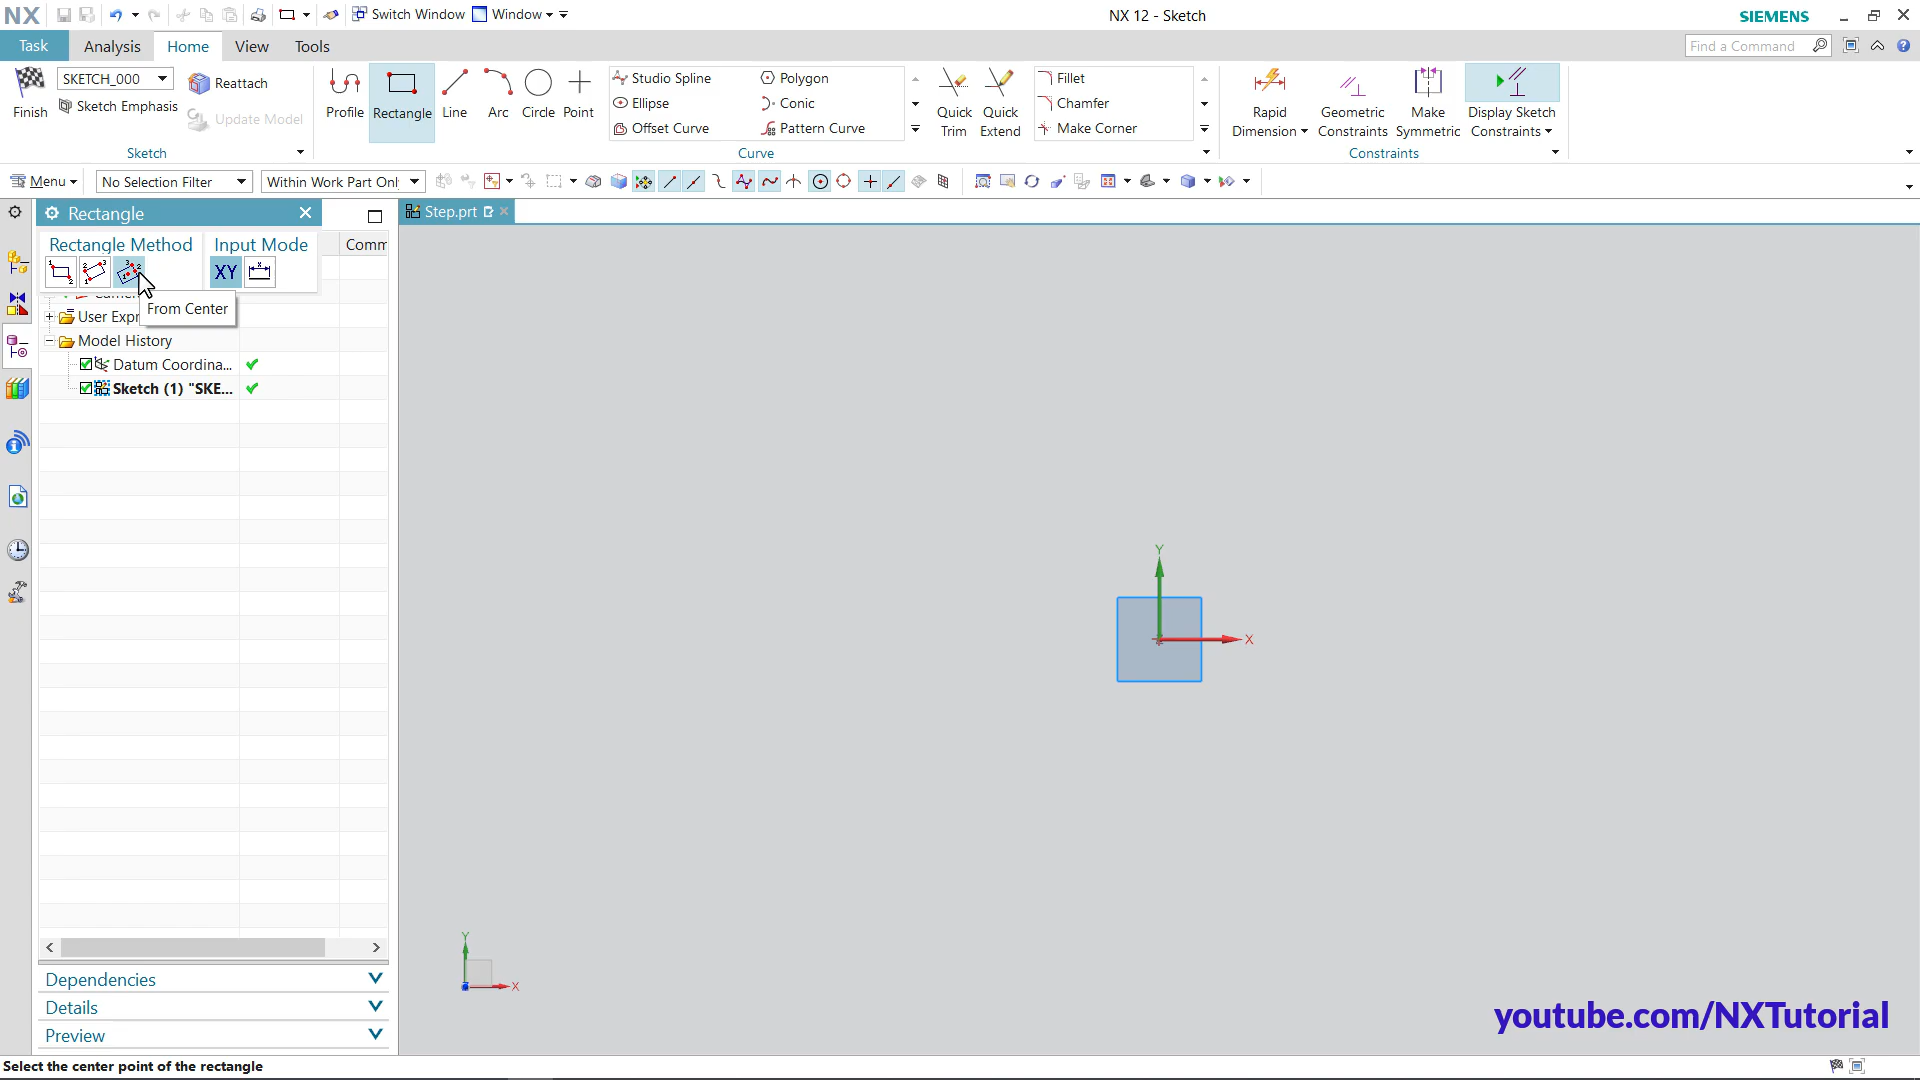 NX Switch Window Window NX 12 - Sketch SIEMENS
Task Analysis Home View Tools Find a Command
SKETCH_000 Reattach
Sketch Emphasis Update Model
Finish
Sketch
Profile Rectangle Line Arc Circle Point
Studio Spline Polygon
Ellipse Conic
Offset Curve Pattern Curve
Quick Trim Quick Extend
Fillet
Chamfer
Make Corner
Curve
Rapid Dimension Geometric Constraints Make Symmetric Display Sketch Constraints
Constraints
Menu No Selection Filter Within Work Part Onl
Rectangle
Step.prt
Rectangle Method Input Mode Comm
XY
From Center
User Expr
Model History
Datum Coordina...
Sketch (1) "SKE...
Y
X
Y
X
Dependencies
Details
Preview
youtube.com/NXTutorial
Select the center point of the rectangle